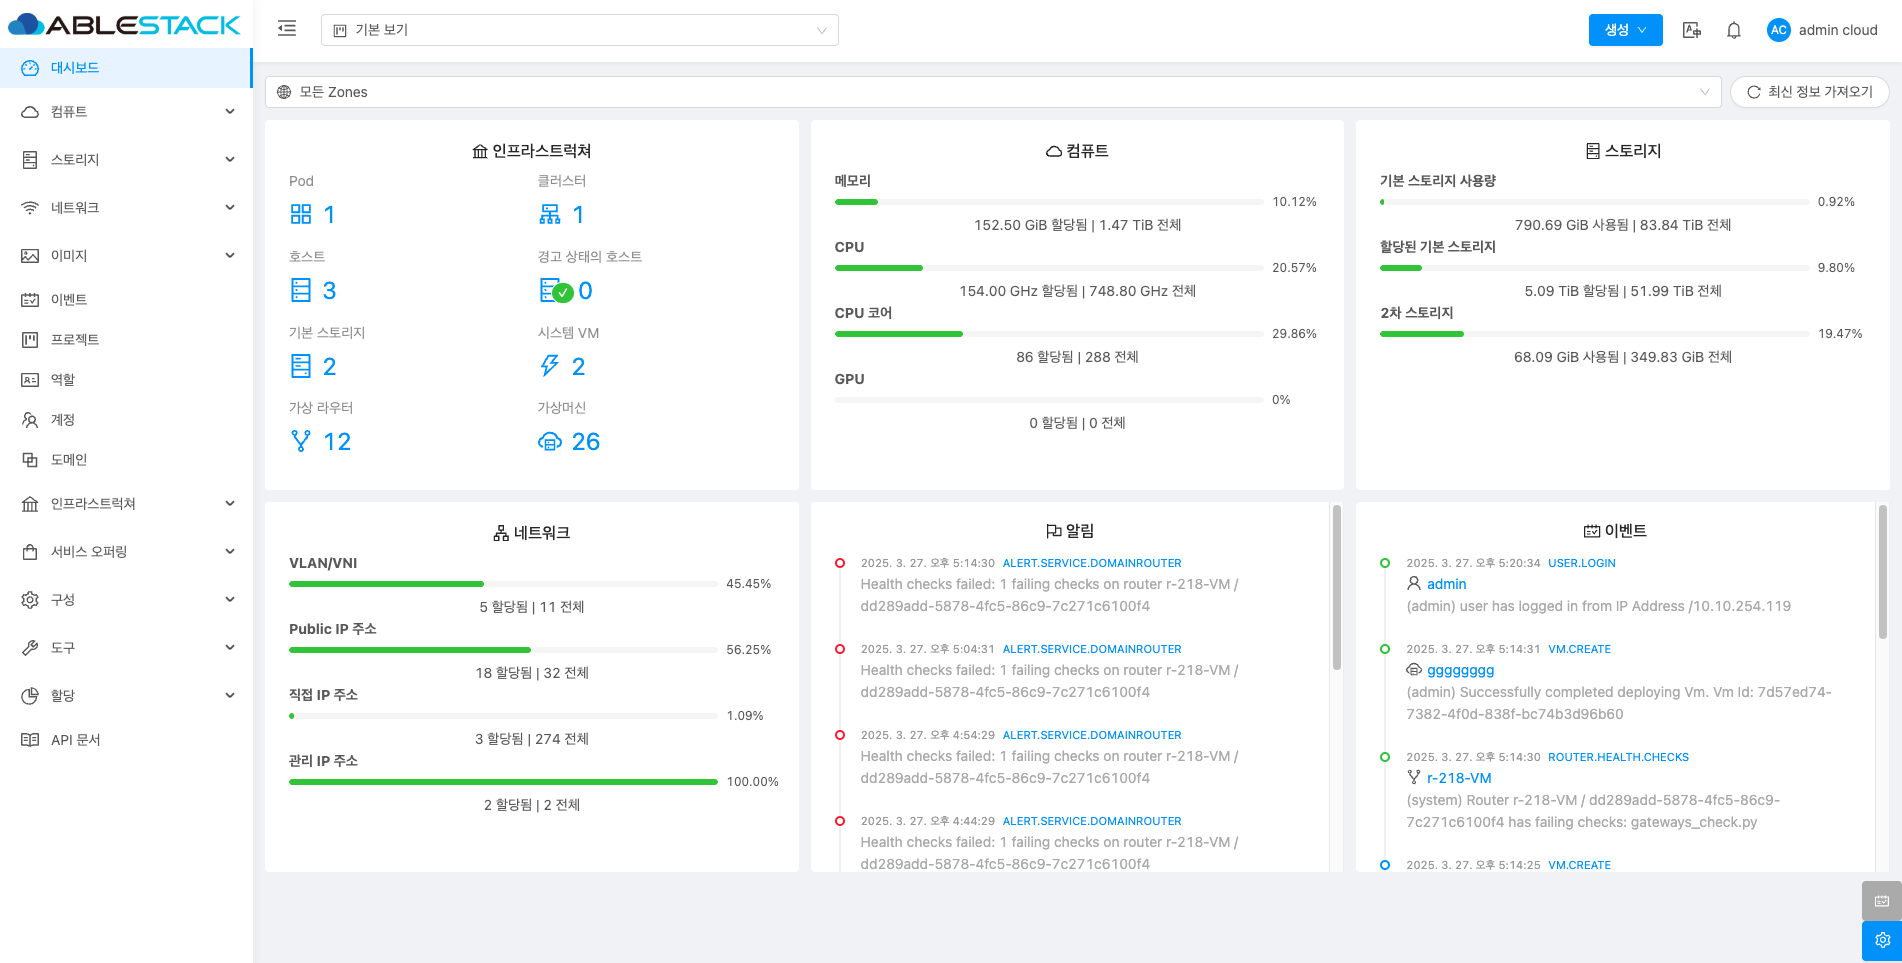 ABLESTACK
기본 보기
생성
AC
admin cloud
대시보드
컴퓨트
스토리지
네트워크
이미지
이벤트
프로젝트
역할
계정
도메인
인프라스트럭쳐
서비스 오퍼링
구성
도구
할당
API 문서
모든 Zones
최신 정보 가져오기
인프라스트럭쳐
Pod
클러스터
1
1
호스트
경고 상태의 호스트
3
0
기본 스토리지
시스템 VM
2
2
가상 라우터
가상머신
12
26
컴퓨트
메모리
10.12%
152.50 GiB 할당됨 | 1.47 TiB 전체
CPU
20.57%
154.00 GHz 할당됨 | 748.80 GHz 전체
CPU 코어
29.86%
86 할당됨 | 288 전체
GPU
0%
0 할당됨 | 0 전체
스토리지
기본 스토리지 사용량
0.92%
790.69 GiB 사용됨 | 83.84 TiB 전체
할당된 기본 스토리지
9.80%
5.09 TiB 할당됨 | 51.99 TiB 전체
2차 스토리지
19.47%
68.09 GiB 사용됨 | 349.83 GiB 전체
네트워크
VLAN/VNI
45.45%
5 할당됨 | 11 전체
Public IP 주소
56.25%
18 할당됨 | 32 전체
직접 IP 주소
1.09%
3 할당됨 | 274 전체
관리 IP 주소
100.00%
2 할당됨 | 2 전체
알림
2025. 3. 27. 오후 5:14:30 ALERT.SERVICE.DOMAINROUTER
Health checks failed: 1 failing checks on router r-218-VM /
dd289add-5878-4fc5-86c9-7c271c6100f4
2025. 3. 27. 오후 5:04:31 ALERT.SERVICE.DOMAINROUTER
Health checks failed: 1 failing checks on router r-218-VM /
dd289add-5878-4fc5-86c9-7c271c6100f4
2025. 3. 27. 오후 4:54:29 ALERT.SERVICE.DOMAINROUTER
Health checks failed: 1 failing checks on router r-218-VM /
dd289add-5878-4fc5-86c9-7c271c6100f4
2025. 3. 27. 오후 4:44:29 ALERT.SERVICE.DOMAINROUTER
Health checks failed: 1 failing checks on router r-218-VM /
dd289add-5878-4fc5-86c9-7c271c6100f4
이벤트
2025. 3. 27. 오후 5:20:34 USER.LOGIN
admin
(admin) user has logged in from IP Address /10.10.254.119
2025. 3. 27. 오후 5:14:31 VM.CREATE
gggggggg
(admin) Successfully completed deploying Vm. Vm Id: 7d57ed74-
7382-4f0d-838f-bc74b3d96b60
2025. 3. 27. 오후 5:14:30 ROUTER.HEALTH.CHECKS
r-218-VM
(system) Router r-218-VM / dd289add-5878-4fc5-86c9-
7c271c6100f4 has failing checks: gateways_check.py
2025. 3. 27. 오후 5:14:25 VM.CREATE